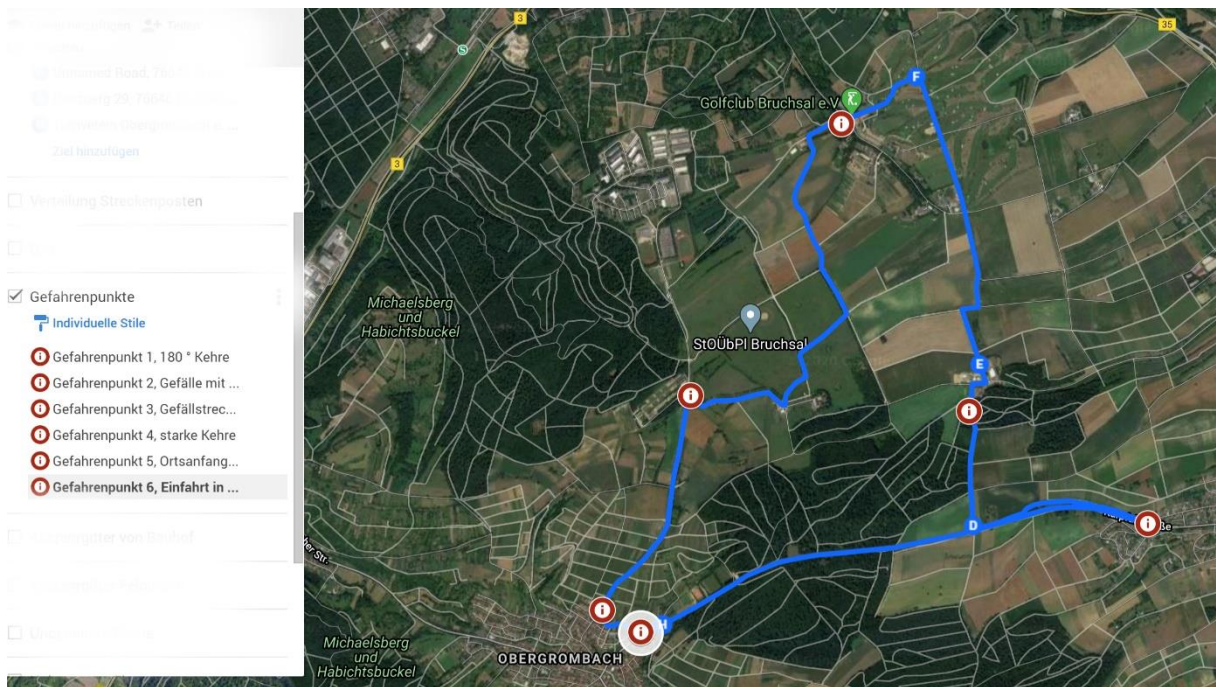 Ziel hinzufügen
Verteilung Streckenposten
Gefahrenpunkte
Individuelle Stile
Gefahrenpunkt 1, 180 ° Kehre
Gefahrenpunkt 2, Gefälle mit ...
Gefahrenpunkt 3, Gefällstrec...
Gefahrenpunkt 4, starke Kehre
Gefahrenpunkt 5, Ortsanfang...
Gefahrenpunkt 6, Einfahrt in ...
3
35
S
F
Golfclub Bruchsal e.V
3
Michaelsberg
und
Habichtsbuckel
StOÜbPl Bruchsal
E
D
H
OBERGROMBACH
Michaelsberg
und
Habichtsbuckel